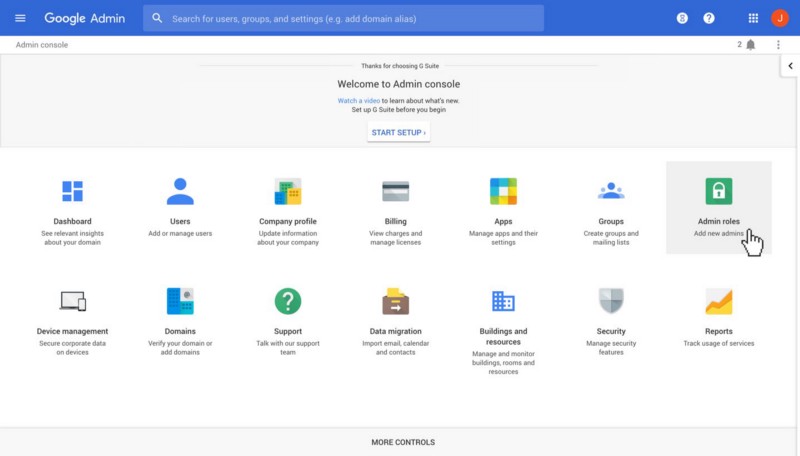 Google Admin
Search for users, groups, and settings (e.g. add domain alias)
J
Admin console
2
Thanks for choosing G Suite
Welcome to Admin console
Watch a video to learn about what's new.
Set up G Suite before you begin
START SETUP ›
Dashboard
See relevant insights
about your domain
Users
Add or manage users
Company profile
Update information
about your company
Billing
View charges and
manage licenses
Apps
Manage apps and their
settings
Groups
Create groups and
mailing lists
Admin roles
Add new admins
Device management
Secure corporate data
on devices
Domains
Verify your domain or
add domains
Support
Talk with our support
team
Data migration
Import email, calendar
and contacts
Buildings and
resources
Manage and monitor
buildings, rooms and
resources
Security
Manage security
features
Reports
Track usage of services
MORE CONTROLS